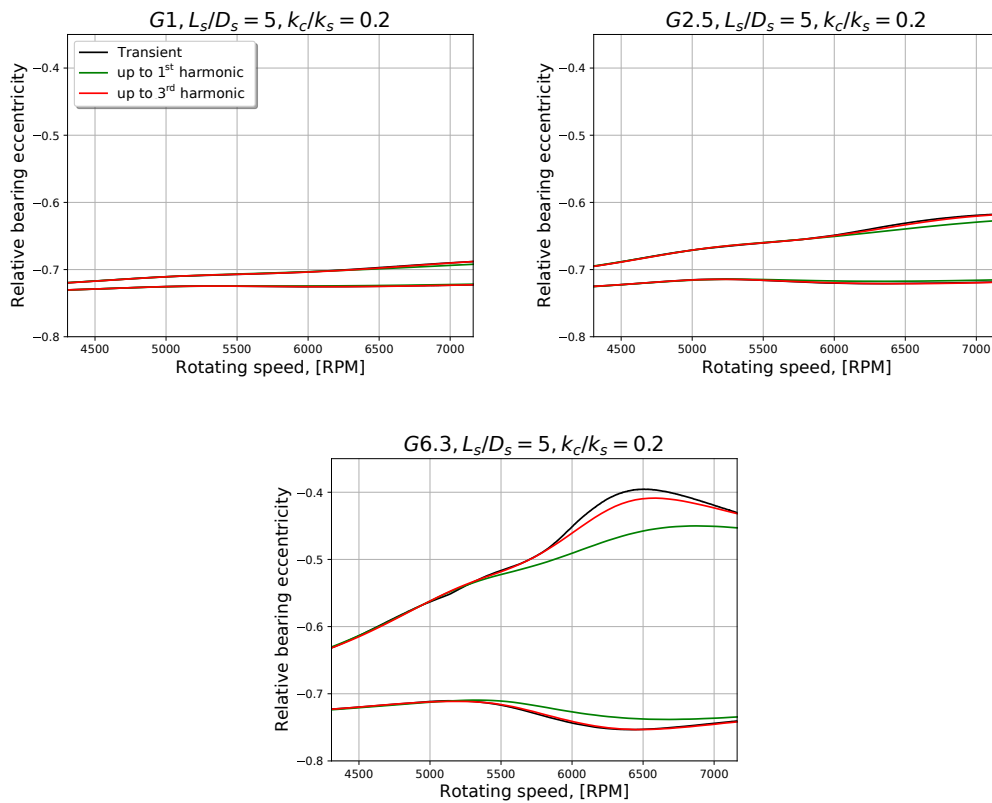 G1, L_s/D_s = 5, k_c/k_s = 0.2
Transient
up to 1st harmonic
up to 3rd harmonic
Relative bearing eccentricity
−0.4
−0.5
−0.6
−0.7
−0.8
4500 5000 5500 6000 6500 7000
Rotating speed, [RPM]
G2.5, L_s/D_s = 5, k_c/k_s = 0.2
Relative bearing eccentricity
−0.4
−0.5
−0.6
−0.7
−0.8
4500 5000 5500 6000 6500 7000
Rotating speed, [RPM]
G6.3, L_s/D_s = 5, k_c/k_s = 0.2
Relative bearing eccentricity
−0.4
−0.5
−0.6
−0.7
−0.8
4500 5000 5500 6000 6500 7000
Rotating speed, [RPM]